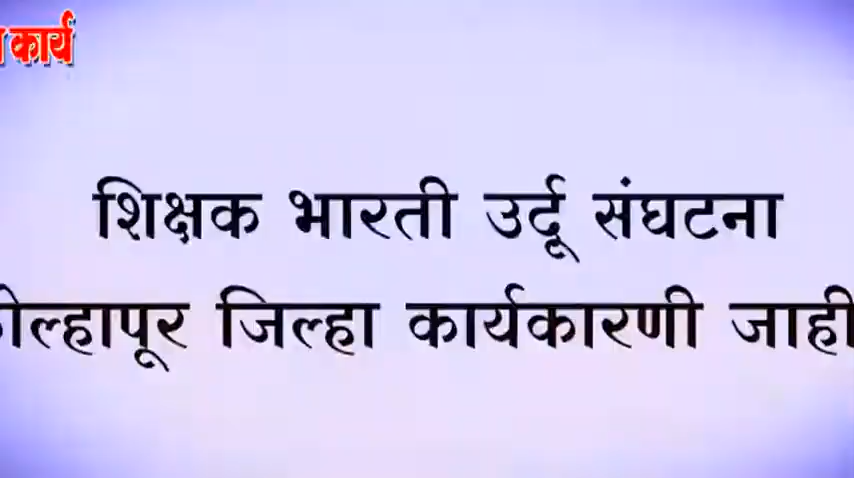 कार्य
शिक्षक भारती उर्दू संघटना
जिल्हा कार्यकारणी